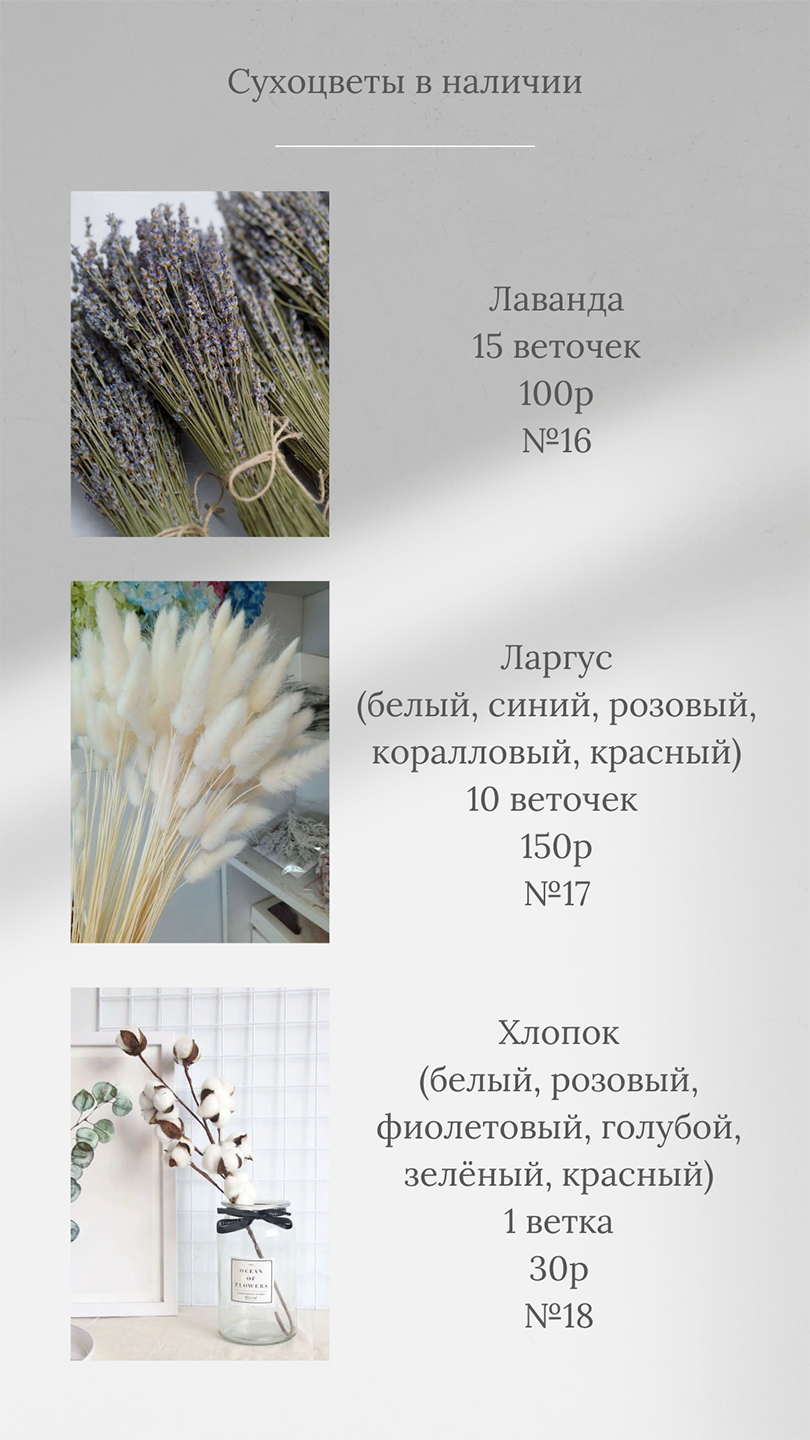 Сухоцветы в наличии
Лаванда
15 веточек
100р
№16
Ларгус
(белый, синий, розовый,
коралловый, красный)
10 веточек
150р
№17
Хлопок
(белый, розовый,
фиолетовый, голубой,
зелёный, красный)
1 ветка
30р
№18
OCEAN
OF
FLOWERS